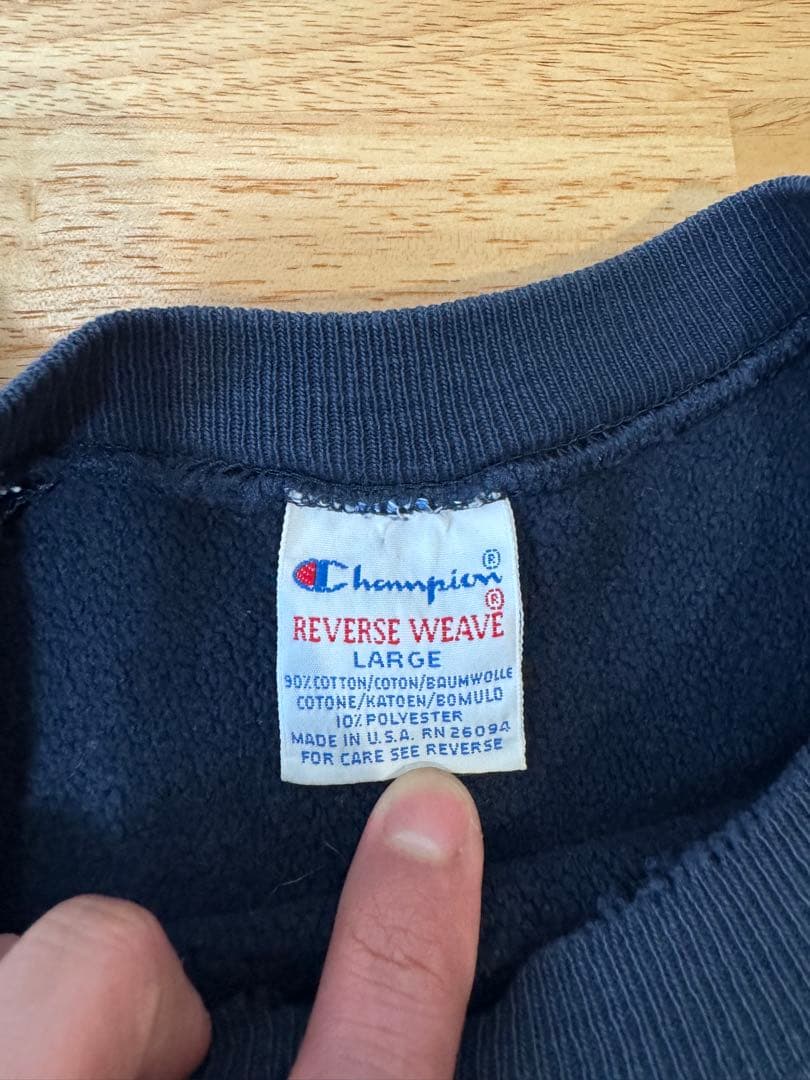 Champion®
REVERSE WEAVE®
LARGE
90% COTTON/COTON/BAUMWOLLE
COTONE/KATOEN/BOMULD
10% POLYESTER
MADE IN U.S.A. RN 26094
FOR CARE SEE REVERSE